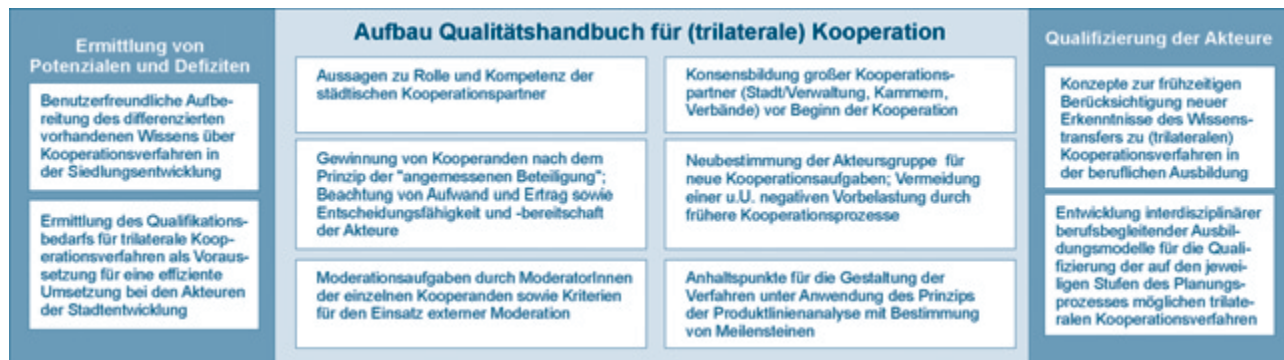 Ermittlung von
Potenzialen und Defiziten
Benutzerfreundliche Aufbe-
reitung des differenzierten
vorhandenen Wissens über
Kooperationsverfahren in
der Siedlungsentwicklung
Ermittlung des Qualifikations-
bedarfs für trilaterale Koop-
erationsverfahren als Voraus-
setzung für eine effiziente
Umsetzung bei den Akteuren
der Stadtentwicklung
Aufbau Qualitätshandbuch für (trilaterale) Kooperation
Aussagen zu Rolle und Kompetenz der
städtischen Kooperationspartner
Konsensbildung großer Kooperations-
partner (Stadt/Verwaltung, Kammern,
Verbände) vor Beginn der Kooperation
Gewinnung von Kooperanden nach dem
Prinzip der "angemessenen Beteiligung";
Beachtung von Aufwand und Ertrag sowie
Entscheidungsfähigkeit und -bereitschaft
der Akteure
Neubestimmung der Akteursgruppe für
neue Kooperationsaufgaben; Vermeidung
einer u.U. negativen Vorbelastung durch
frühere Kooperationsprozesse
Moderationsaufgaben durch ModeratorInnen
der einzelnen Kooperanden sowie Kriterien
für den Einsatz externer Moderation
Anhaltspunkte für die Gestaltung der
Verfahren unter Anwendung des Prinzips
der Produktlinienanalyse mit Bestimmung
von Meilensteinen
Qualifizierung der Akteure
Konzepte zur frühzeitigen
Berücksichtigung neuer
Erkenntnisse des Wissens-
transfers zu (trilateralen)
Kooperationsverfahren in
der beruflichen Ausbildung
Entwicklung interdisziplinärer
berufsbegleitender Ausbil-
dungsmodelle für die Quali-
fizierung der auf den jewei-
ligen Stufen des Planungs-
prozesses möglichen trilate-
ralen Kooperationsverfahren